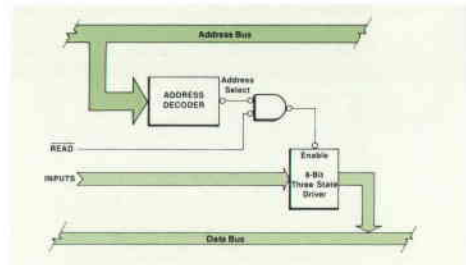 Address Bus
Address
Select
ADDRESS
DECODER
READ
Enable
INPUTS
8-Bit
Three State
Driver
Data Bus